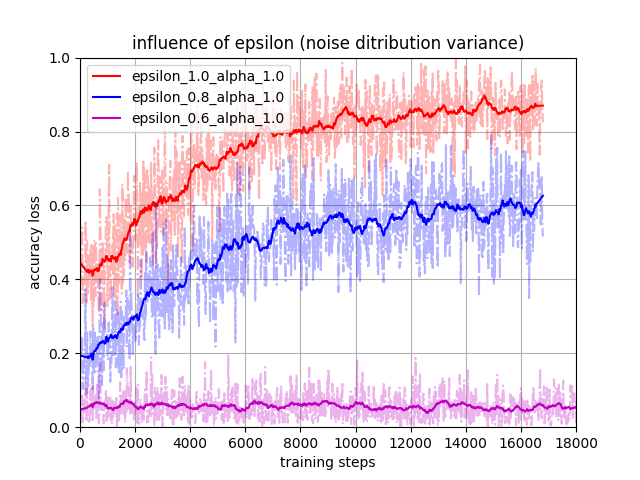 influence of epsilon (noise ditribution variance)
epsilon_1.0_alpha_1.0
epsilon_0.8_alpha_1.0
epsilon_0.6_alpha_1.0
accuracy loss
1.0
0.8
0.6
0.4
0.2
0.0
0 2000 4000 6000 8000 10000 12000 14000 16000 18000
training steps